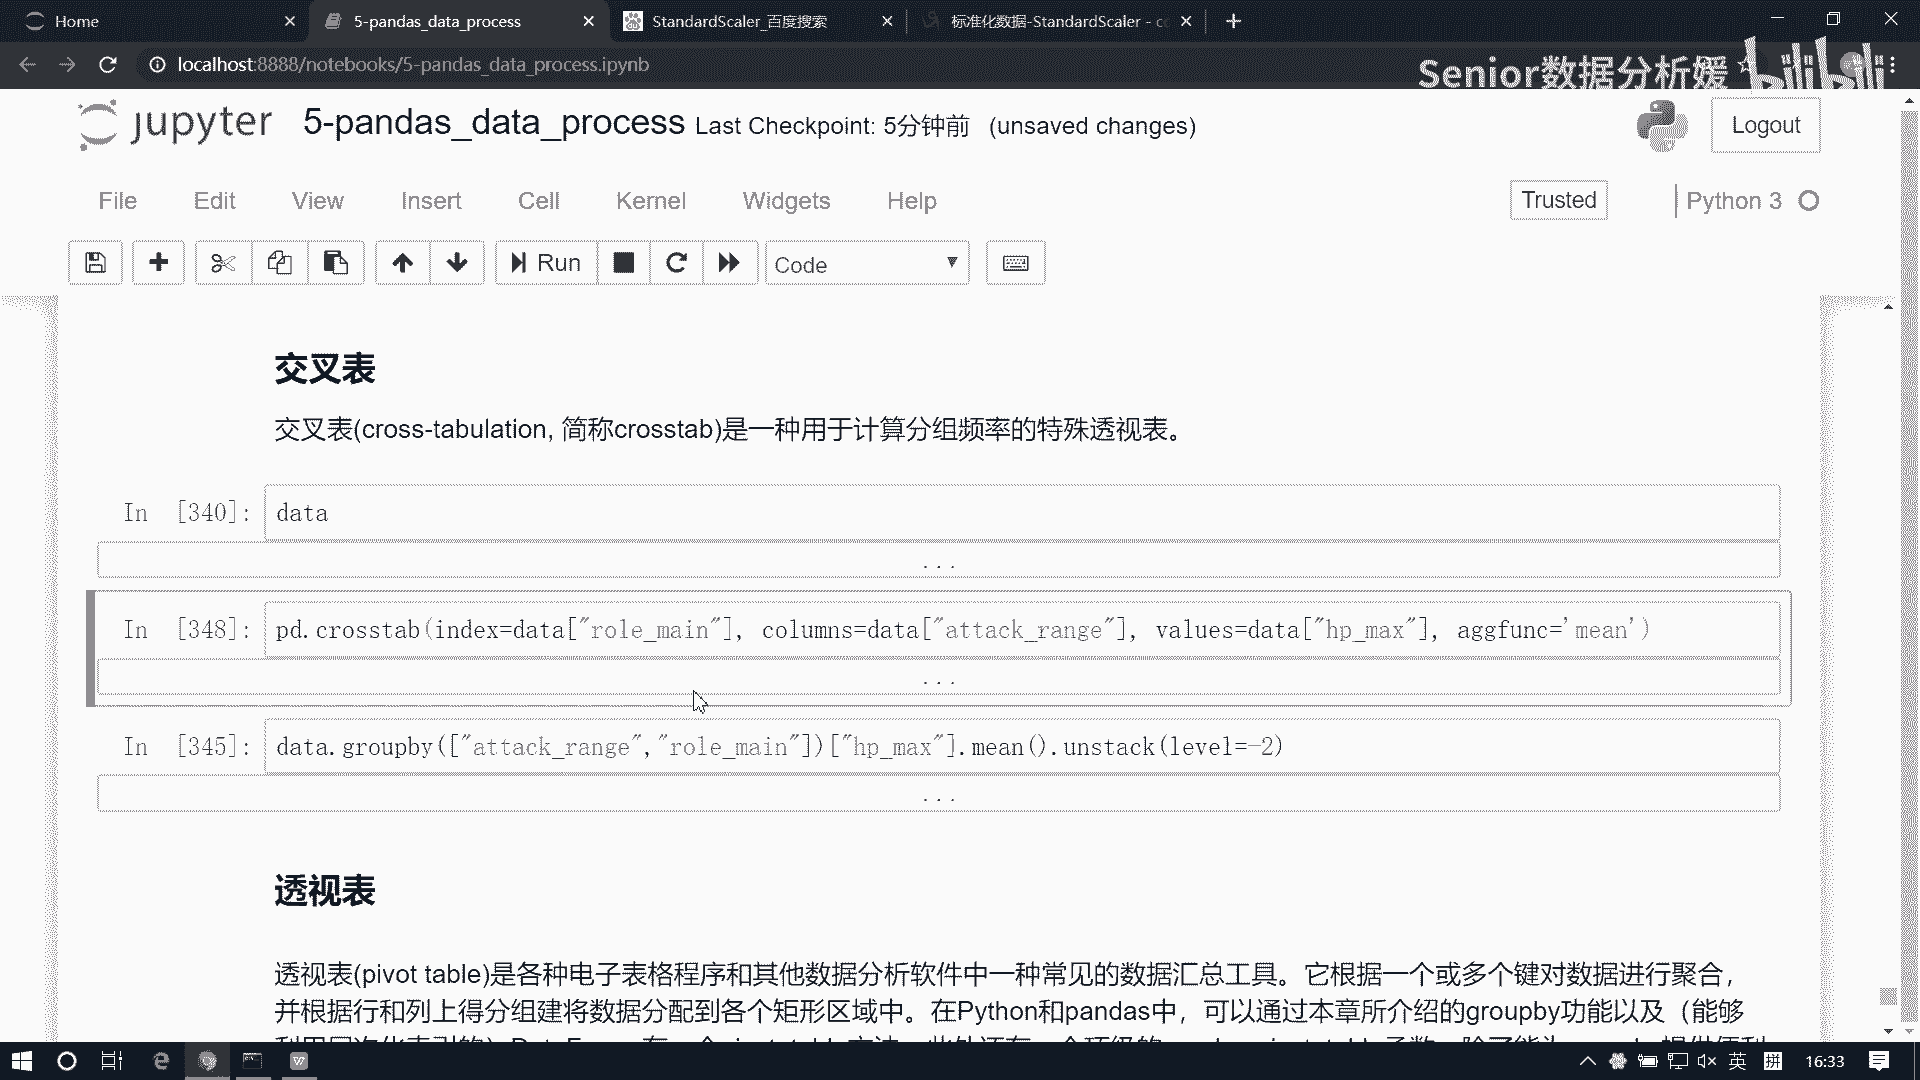 Home
5-pandas_data_process
StandardScaler_百度搜索
标准化数据-StandardScaler - c
localhost:8888/notebooks/5-pandas_data_process.ipynb
Senior数据分析媛
bilibili
jupyter
5-pandas_data_process Last Checkpoint: 5分钟前 (unsaved changes)
Logout
File Edit View Insert Cell Kernel Widgets Help
Trusted
Python 3
Run
Code
交叉表
交叉表(cross-tabulation, 简称crosstab)是一种用于计算分组频率的特殊透视表。
In [340]: data
...
In [348]: pd.crosstab(index=data["role_main"], columns=data["attack_range"], values=data["hp_max"], aggfunc='mean')
...
In [345]: data.groupby(["attack_range","role_main"])["hp_max"].mean().unstack(level=-2)
...
透视表
透视表(pivot table)是各种电子表格程序和其他数据分析软件中一种常见的数据汇总工具。它根据一个或多个键对数据进行聚合，
并根据行和列上得分组建将数据分配到各个矩形区域中。在Python和pandas中，可以通过本章所介绍的groupby功能以及（能够
英
拼
16:33